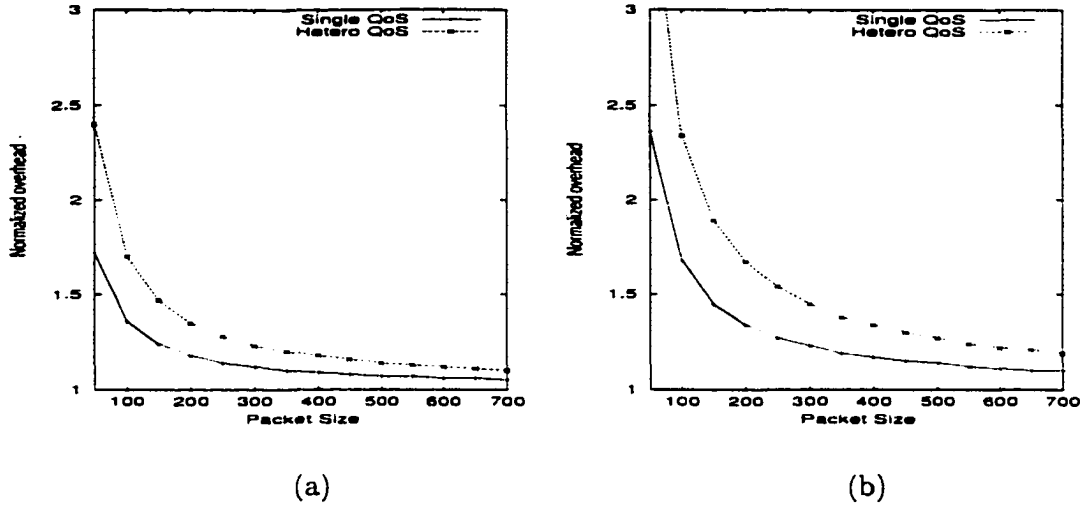 3
2.5
2
1.5
1
Normalized overhead
Single QoS
Hetero QoS
100 200 300 400 500 600 700
Packet Size
(a)
3
2.5
2
1.5
1
Normalized overhead
Single QoS
Hetero QoS
100 200 300 400 500 600 700
Packet Size
(b)